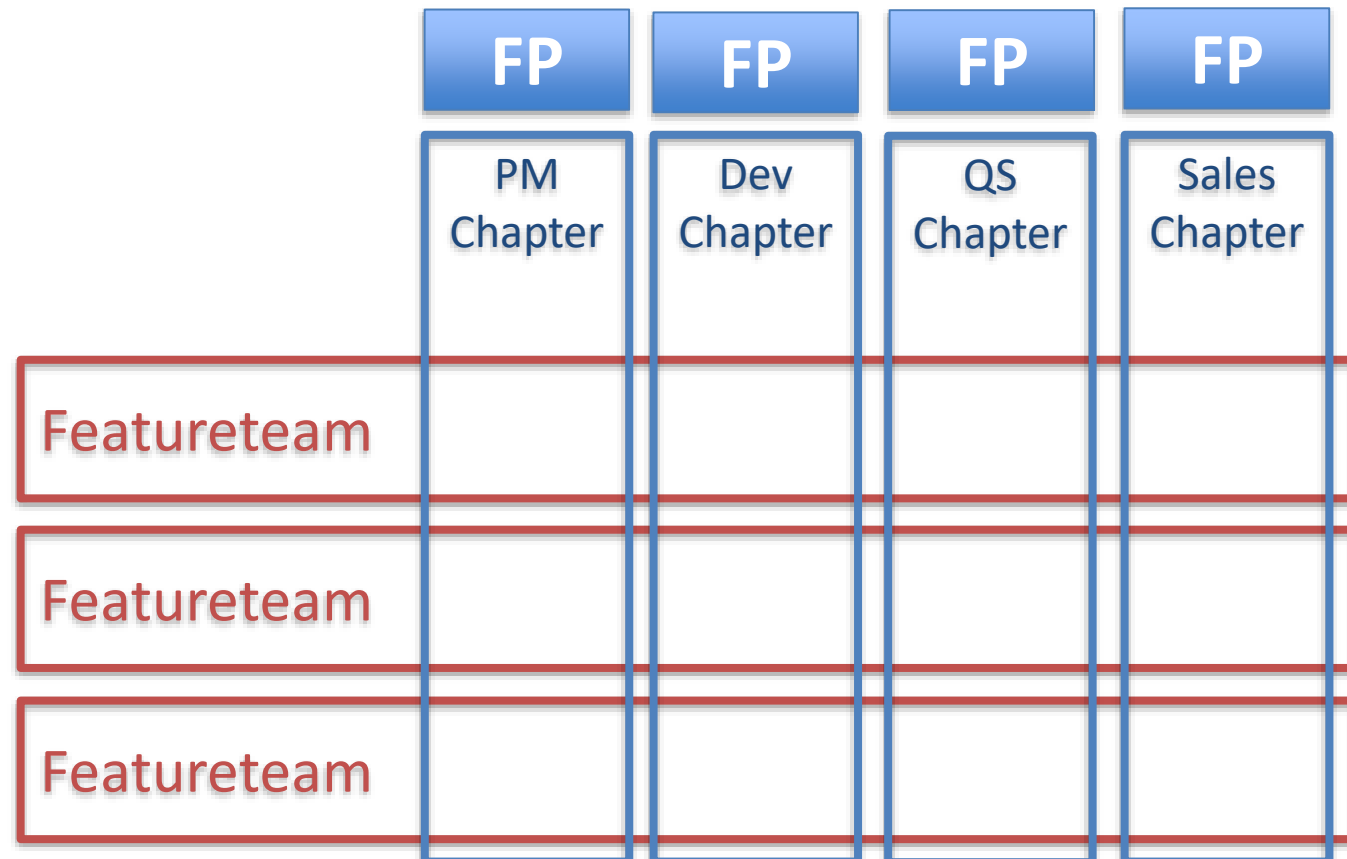 FP
FP
FP
FP
PM
Chapter
Dev
Chapter
QS
Chapter
Sales
Chapter
Featureteam
Featureteam
Featureteam